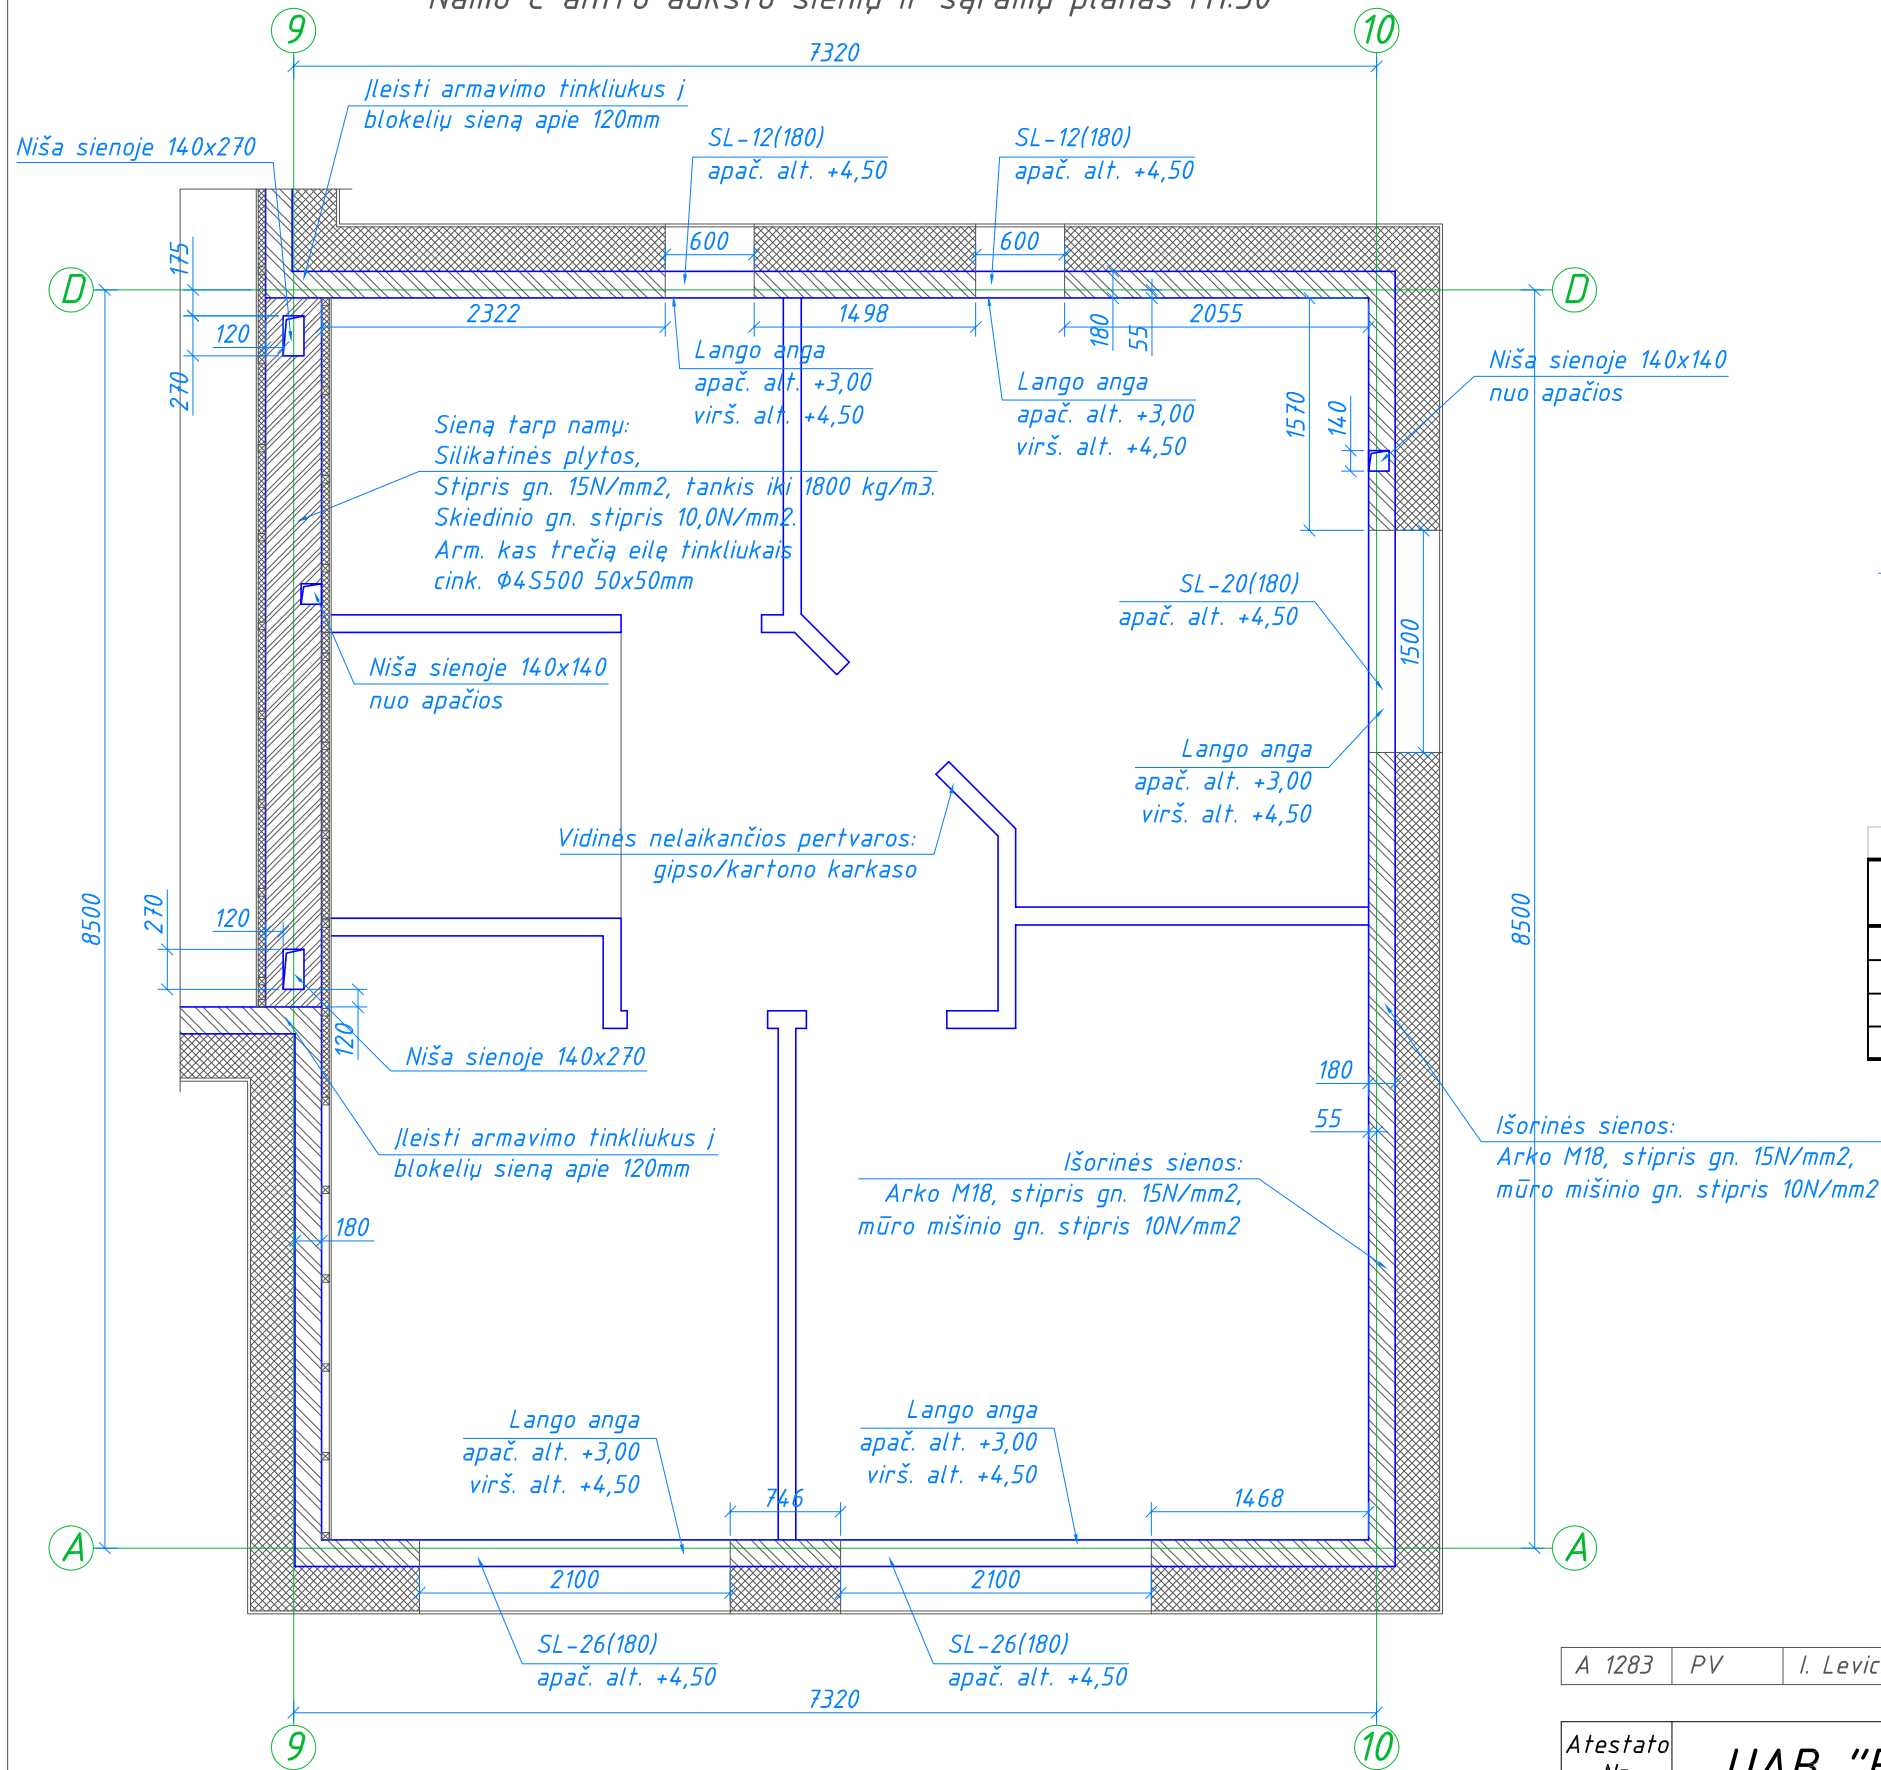 Namo C antro aukšto sienų ir sąramų planas M1:50
9
10
7320
Įleisti armavimo tinkliukus į
blokelių sieną apie 120mm
Niša sienoje 140x270
SL-12(180)
apač. alt. +4,50
SL-12(180)
apač. alt. +4,50
600
600
175
D
D
2322
1498
2055
120
180
55
270
Lango anga
apač. alt. +3,00
virš. alt. +4,50
Lango anga
apač. alt. +3,00
virš. alt. +4,50
Niša sienoje 140x140
nuo apačios
1570
140
Sieną tarp namų:
Silikatinės plytos,
Stipris gn. 15N/mm2, tankis iki 1800 kg/m3.
Skiedinio gn. stipris 10,0N/mm2.
Arm. kas trečią eilę tinkliukais
cink. Φ4S500 50x50mm
SL-20(180)
apač. alt. +4,50
1500
Niša sienoje 140x140
nuo apačios
Lango anga
apač. alt. +3,00
virš. alt. +4,50
Vidinės nelaikančios pertvaros:
gipso/kartono karkaso
8500
270
120
8500
120
Niša sienoje 140x270
180
55
Įleisti armavimo tinkliukus į
blokelių sieną apie 120mm
Išorinės sienos:
Arko M18, stipris gn. 15N/mm2,
mūro mišinio gn. stipris 10N/mm2
Išorinės sienos:
Arko M18, stipris gn. 15N/mm2,
mūro mišinio gn. stipris 10N/mm2
180
Lango anga
apač. alt. +3,00
virš. alt. +4,50
Lango anga
apač. alt. +3,00
virš. alt. +4,50
746
1468
A
A
2100
2100
SL-26(180)
apač. alt. +4,50
SL-26(180)
apač. alt. +4,50
7320
9
10
A 1283 PV I. Levic
Atestato
UAB